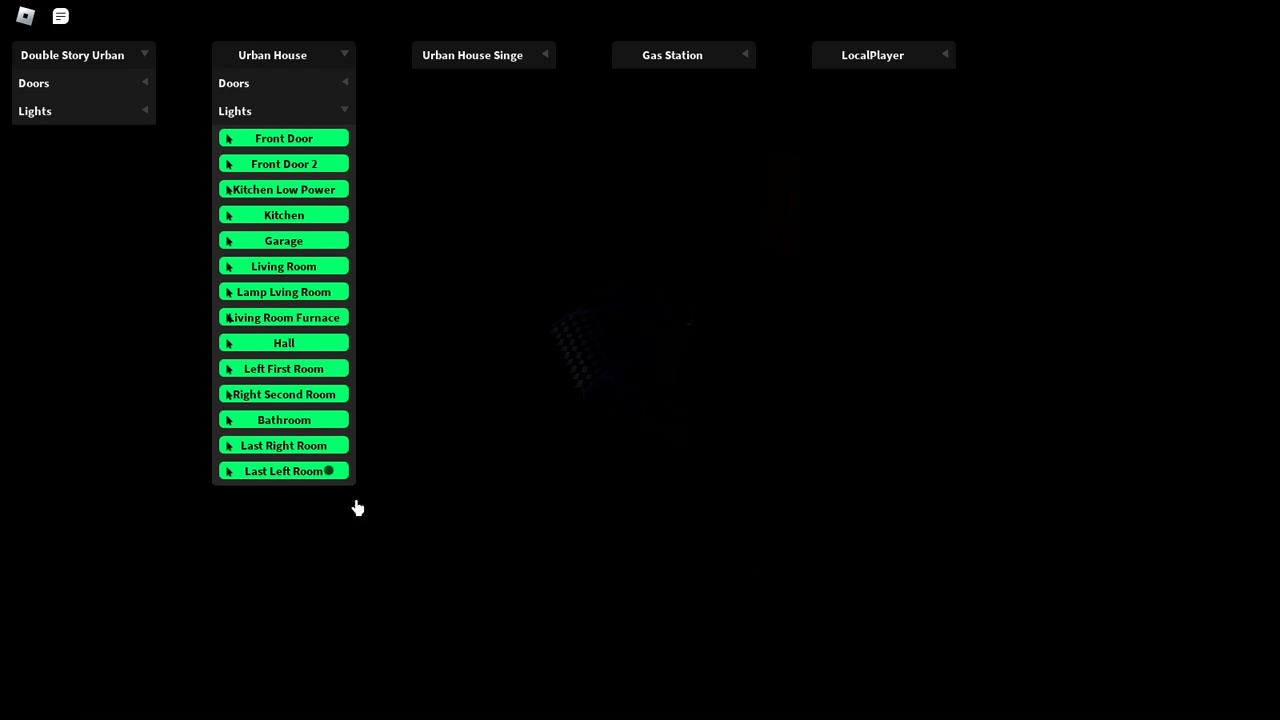 Double Story Urban
Doors
Lights
Urban House
Doors
Lights
Front Door
Front Door 2
Kitchen Low Power
Kitchen
Garage
Living Room
Lamp Lving Room
Living Room Furnace
Hall
Left First Room
Right Second Room
Bathroom
Last Right Room
Last Left Room
Urban House Singe
Gas Station
LocalPlayer